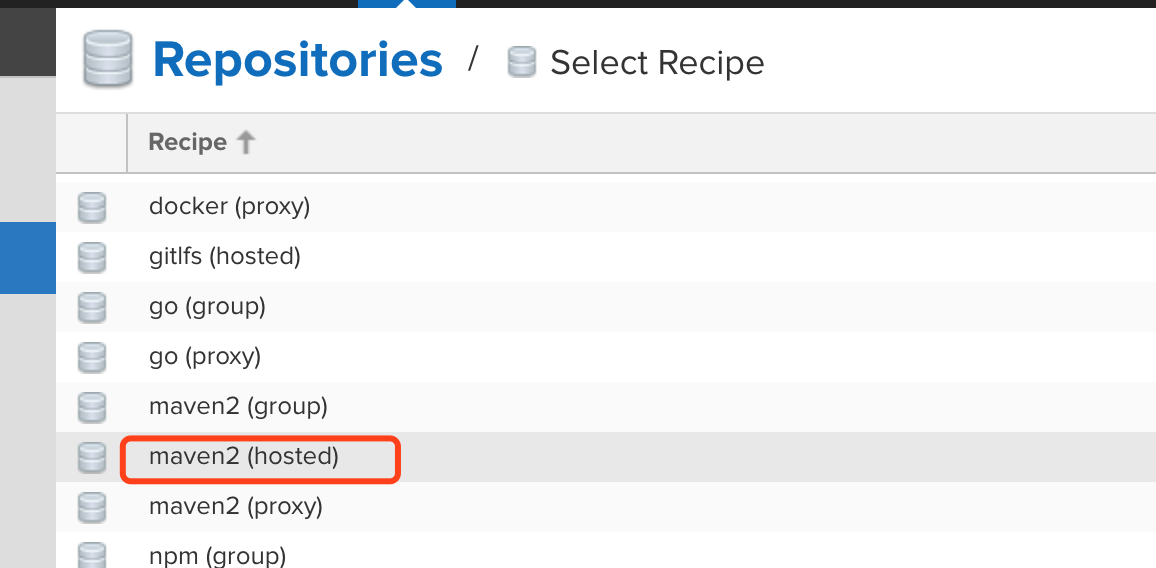 Repositories / Select Recipe
Recipe
docker (proxy)
gitlfs (hosted)
go (group)
go (proxy)
maven2 (group)
maven2 (hosted)
maven2 (proxy)
npm (group)